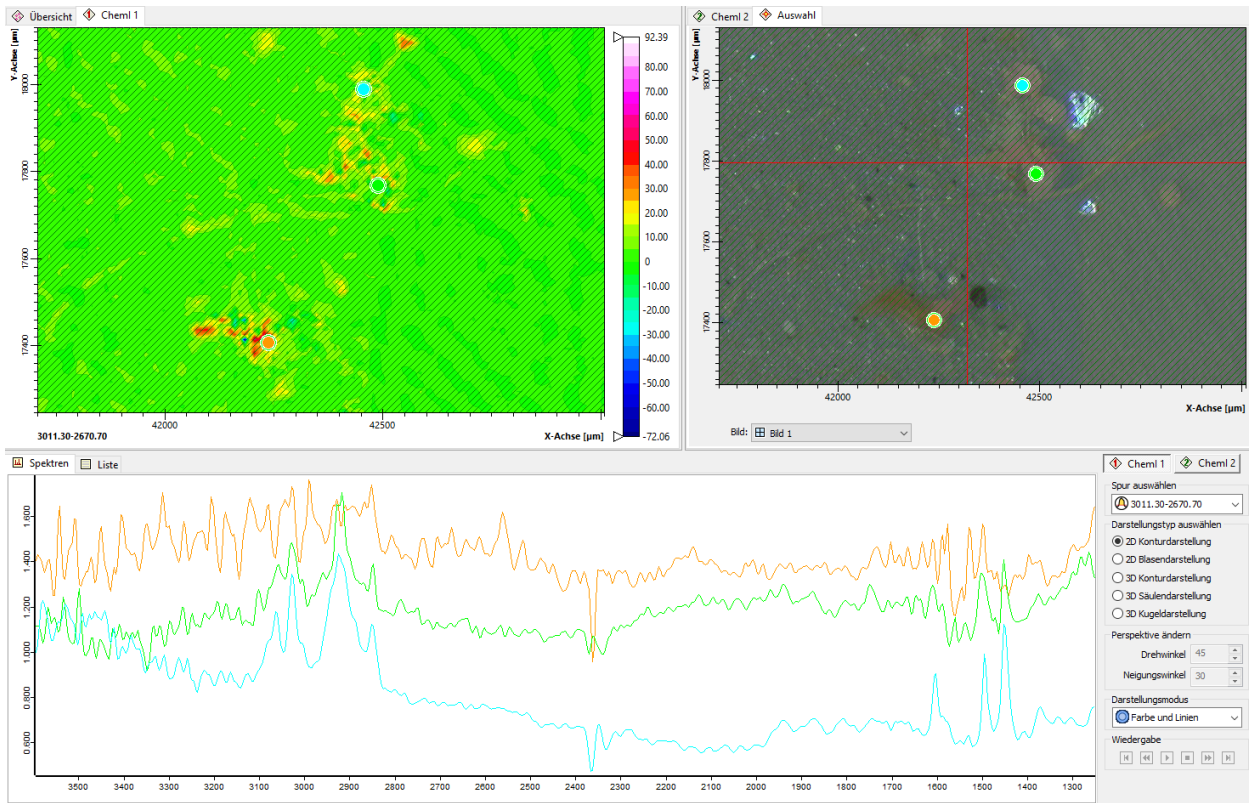 Übersicht 1 Cheml 1
2 Cheml 2 Auswahl
Y-Achse [µm]
18000
17800
17600
17400
42000
42500
3011.30-2670.70
X-Achse [µm]
92.39
80.00
70.00
60.00
50.00
40.00
30.00
20.00
10.00
0
-10.00
-20.00
-30.00
-40.00
-50.00
-60.00
-72.06
Y-Achse [µm]
18000
17800
17600
17400
42000
42500
X-Achse [µm]
Bild: Bild 1
Spektren Liste
1.600
1.400
1.200
1.000
0.800
0.600
3500 3400 3300 3200 3100 3000 2900 2800 2700 2600 2500 2400 2300 2200 2100 2000 1900 1800 1700 1600 1500 1400 1300
1 Cheml 1 2 Cheml 2
Spur auswählen
3011.30-2670.70
Darstellungstyp auswählen
2D Konturdarstellung
2D Blasendarstellung
3D Konturdarstellung
3D Säulendarstellung
3D Kugeldarstellung
Perspektive ändern
Drehwinkel 45
Neigungswinkel 30
Darstellungsmodus
Farbe und Linien
Wiedergabe